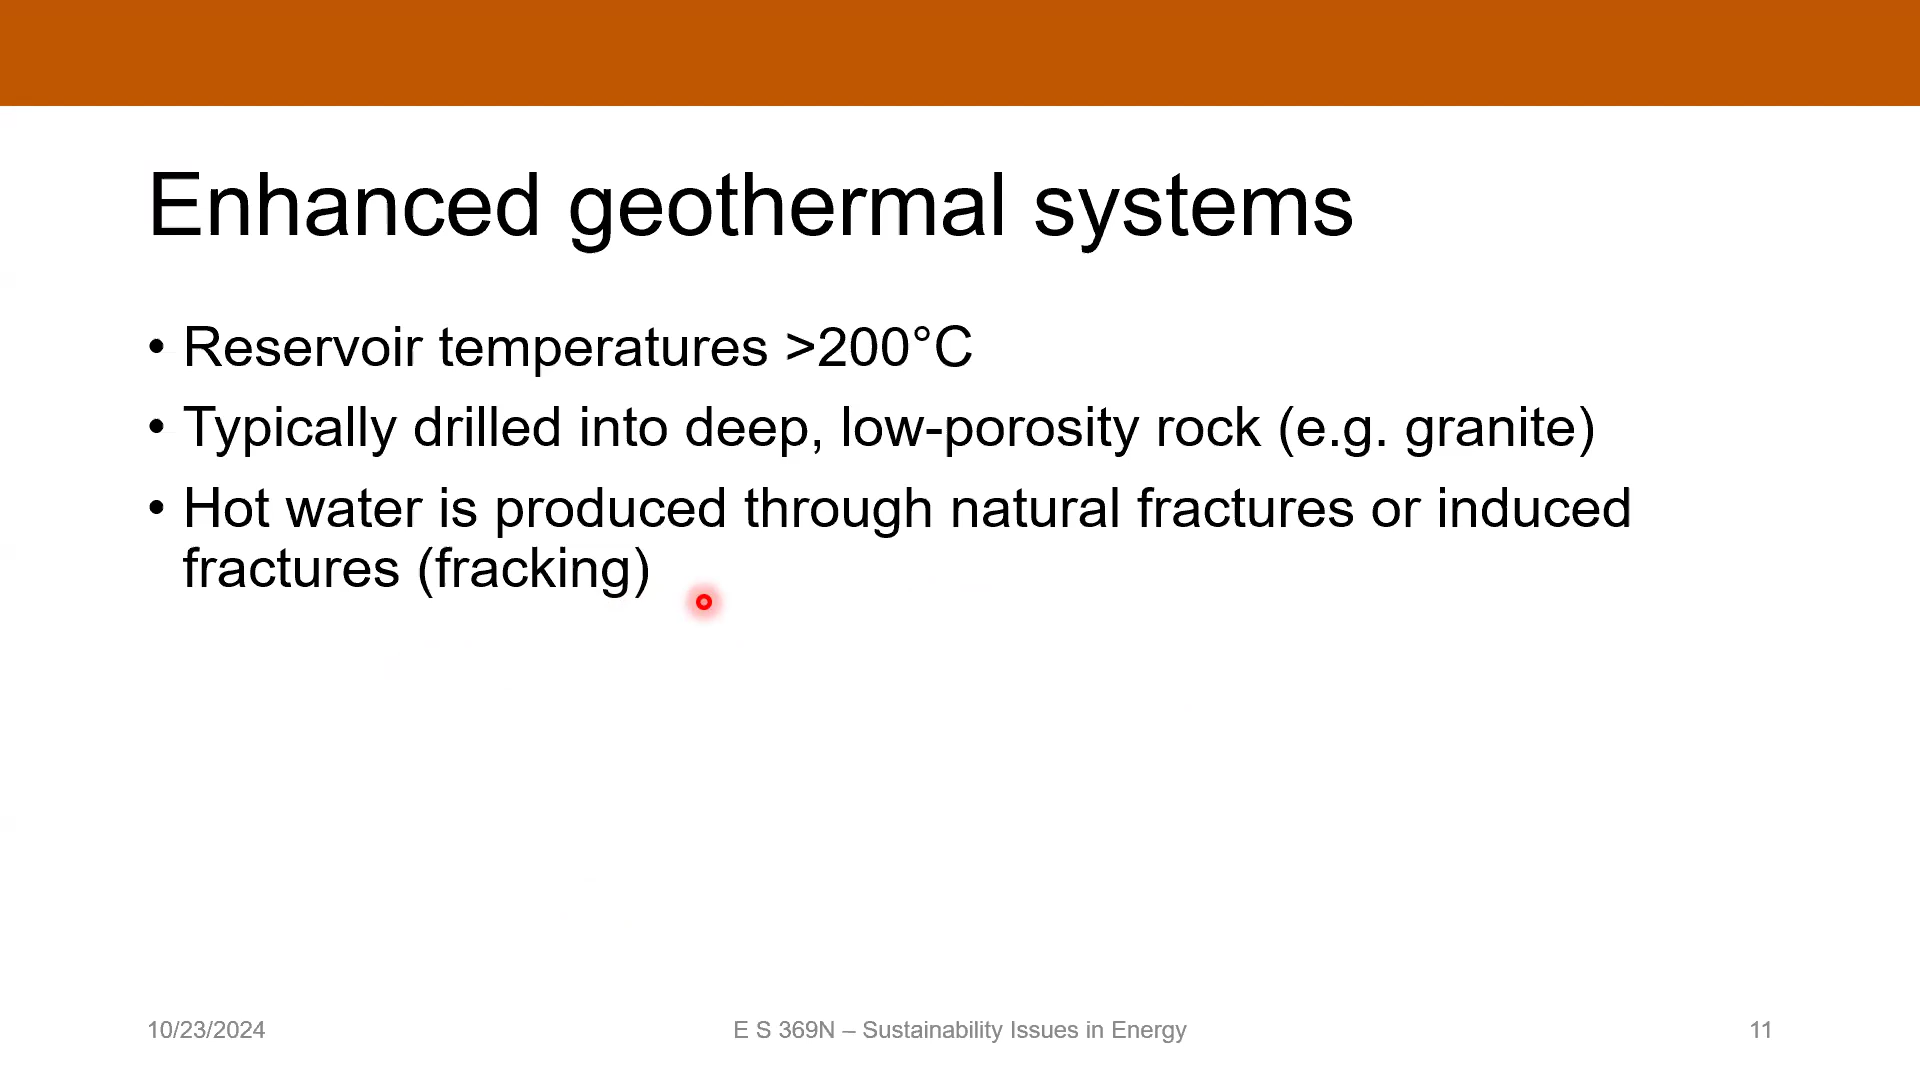 Enhanced geothermal systems
• Reservoir temperatures >200°C
• Typically drilled into deep, low-porosity rock (e.g. granite)
• Hot water is produced through natural fractures or induced
fractures (fracking)
10/23/2024
E S 369N – Sustainability Issues in Energy
11